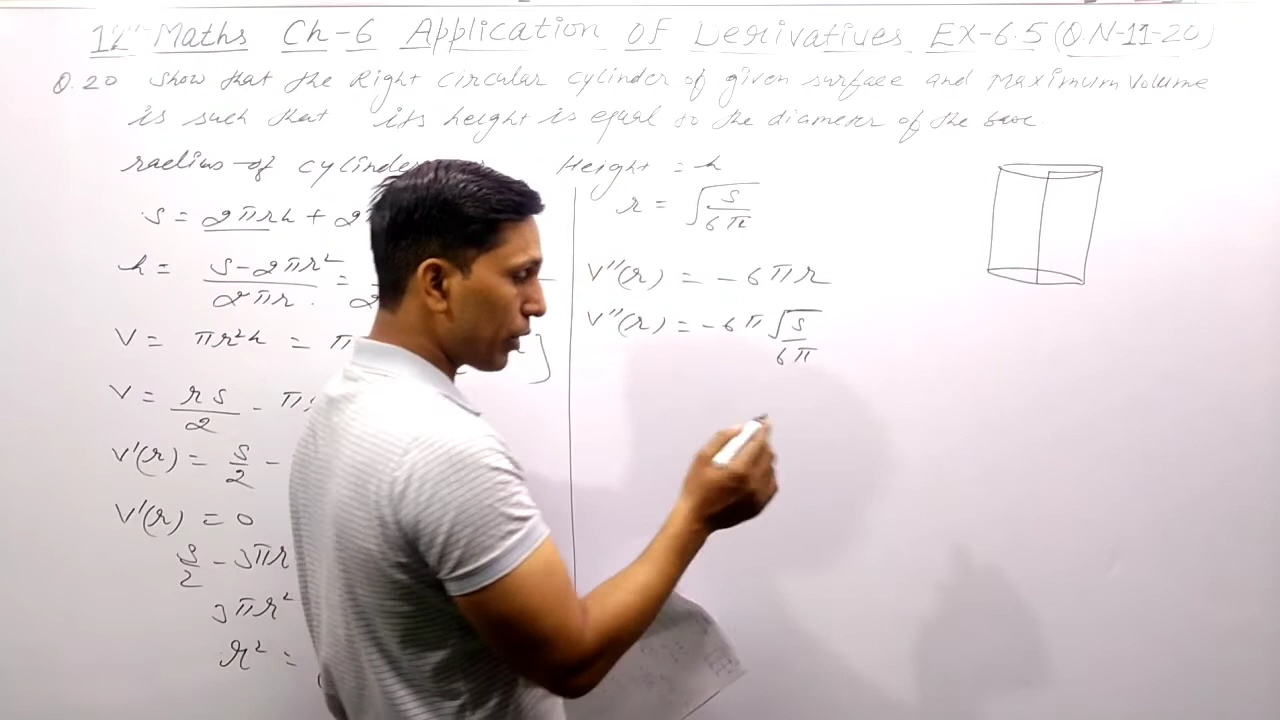 12th Maths Ch-6 Application OF Derivatives EX-6.5 (Q.N-11-20)
Q.20 Show that the Right circular cylinder of given surface and Maximum Volume
is such that its height is equal to the diameter of the base.
radius of cylinder
Height = h
S = 2πrh + 2
h = S-2πr² / 2πr =
V = πr²h = π
V = rS/2 -
V'(r) = S/2 -
V'(r) = 0
S/2 - 3πr
3πr²
r² =
r = √S/6π
V''(r) = -6πr
V''(r) = -6π √S/6π